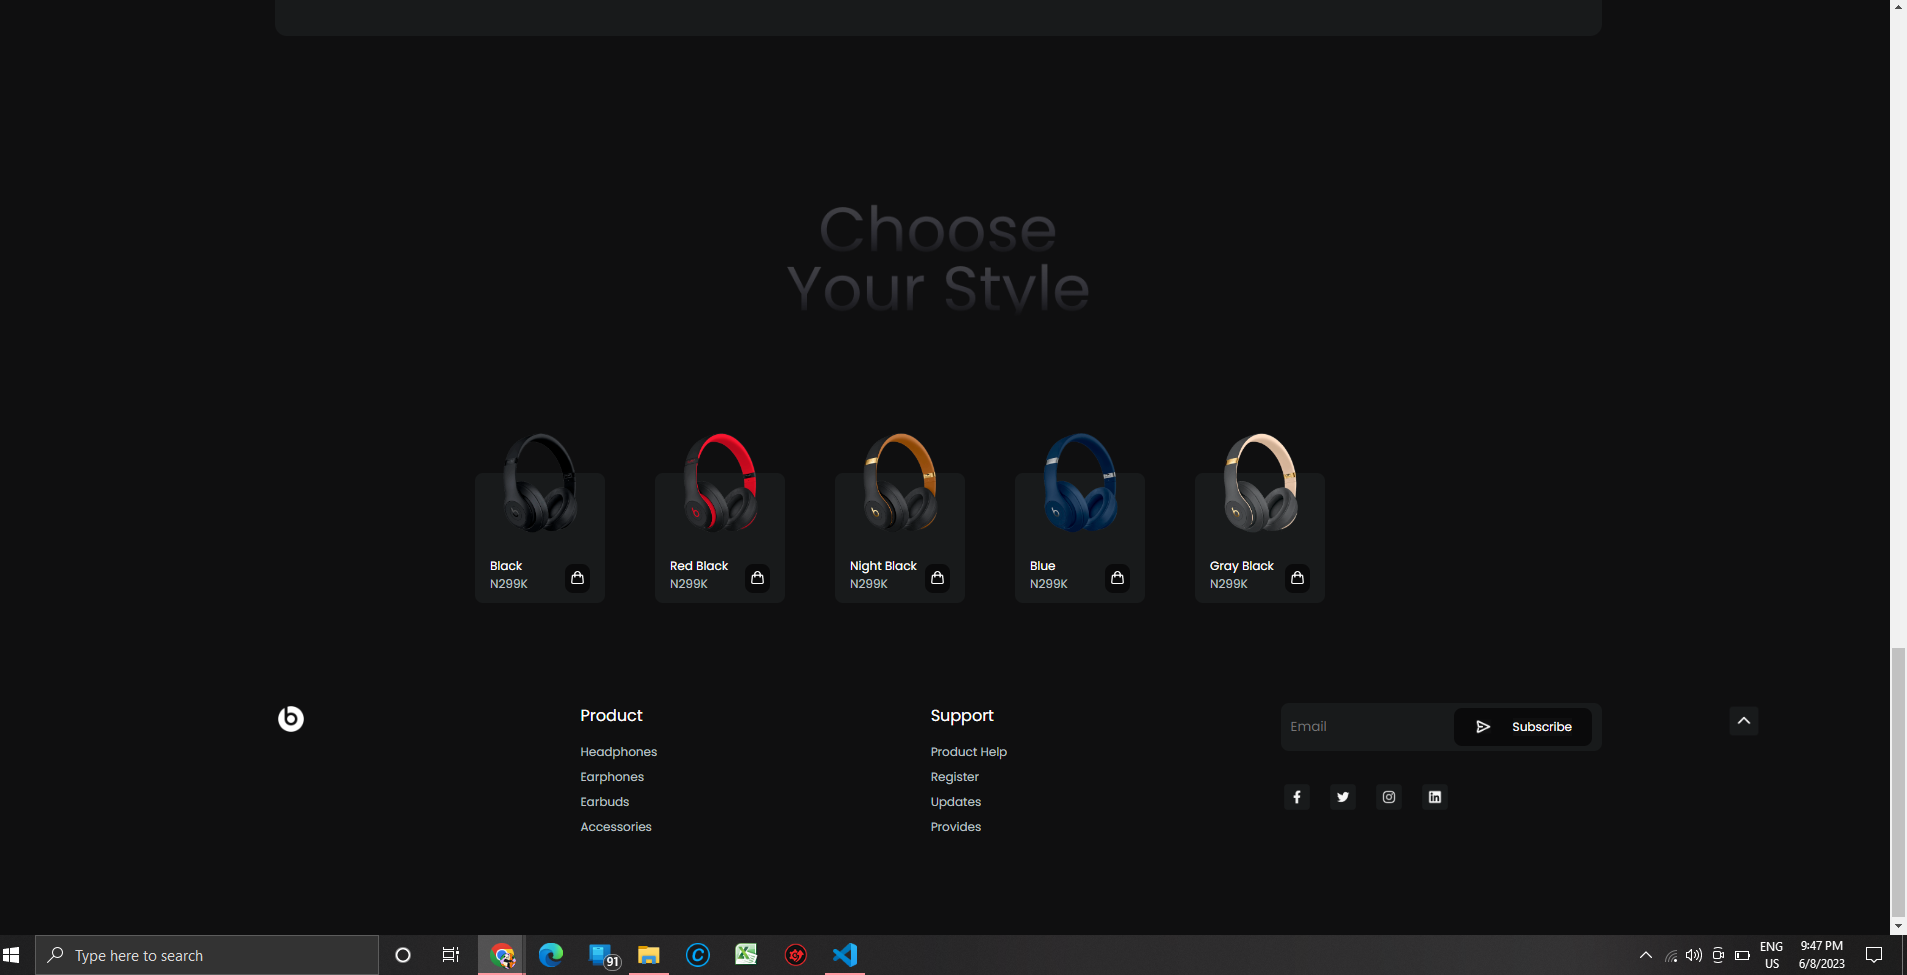 Choose
Your Style
Black
N299K
Red Black
N299K
Night Black
N299K
Blue
N299K
Gray Black
N299K
Product
Headphones
Earphones
Earbuds
Accessories
Support
Product Help
Register
Updates
Provides
Email
Subscribe
Type here to search
91
ENG
US
9:47 PM
6/8/2023